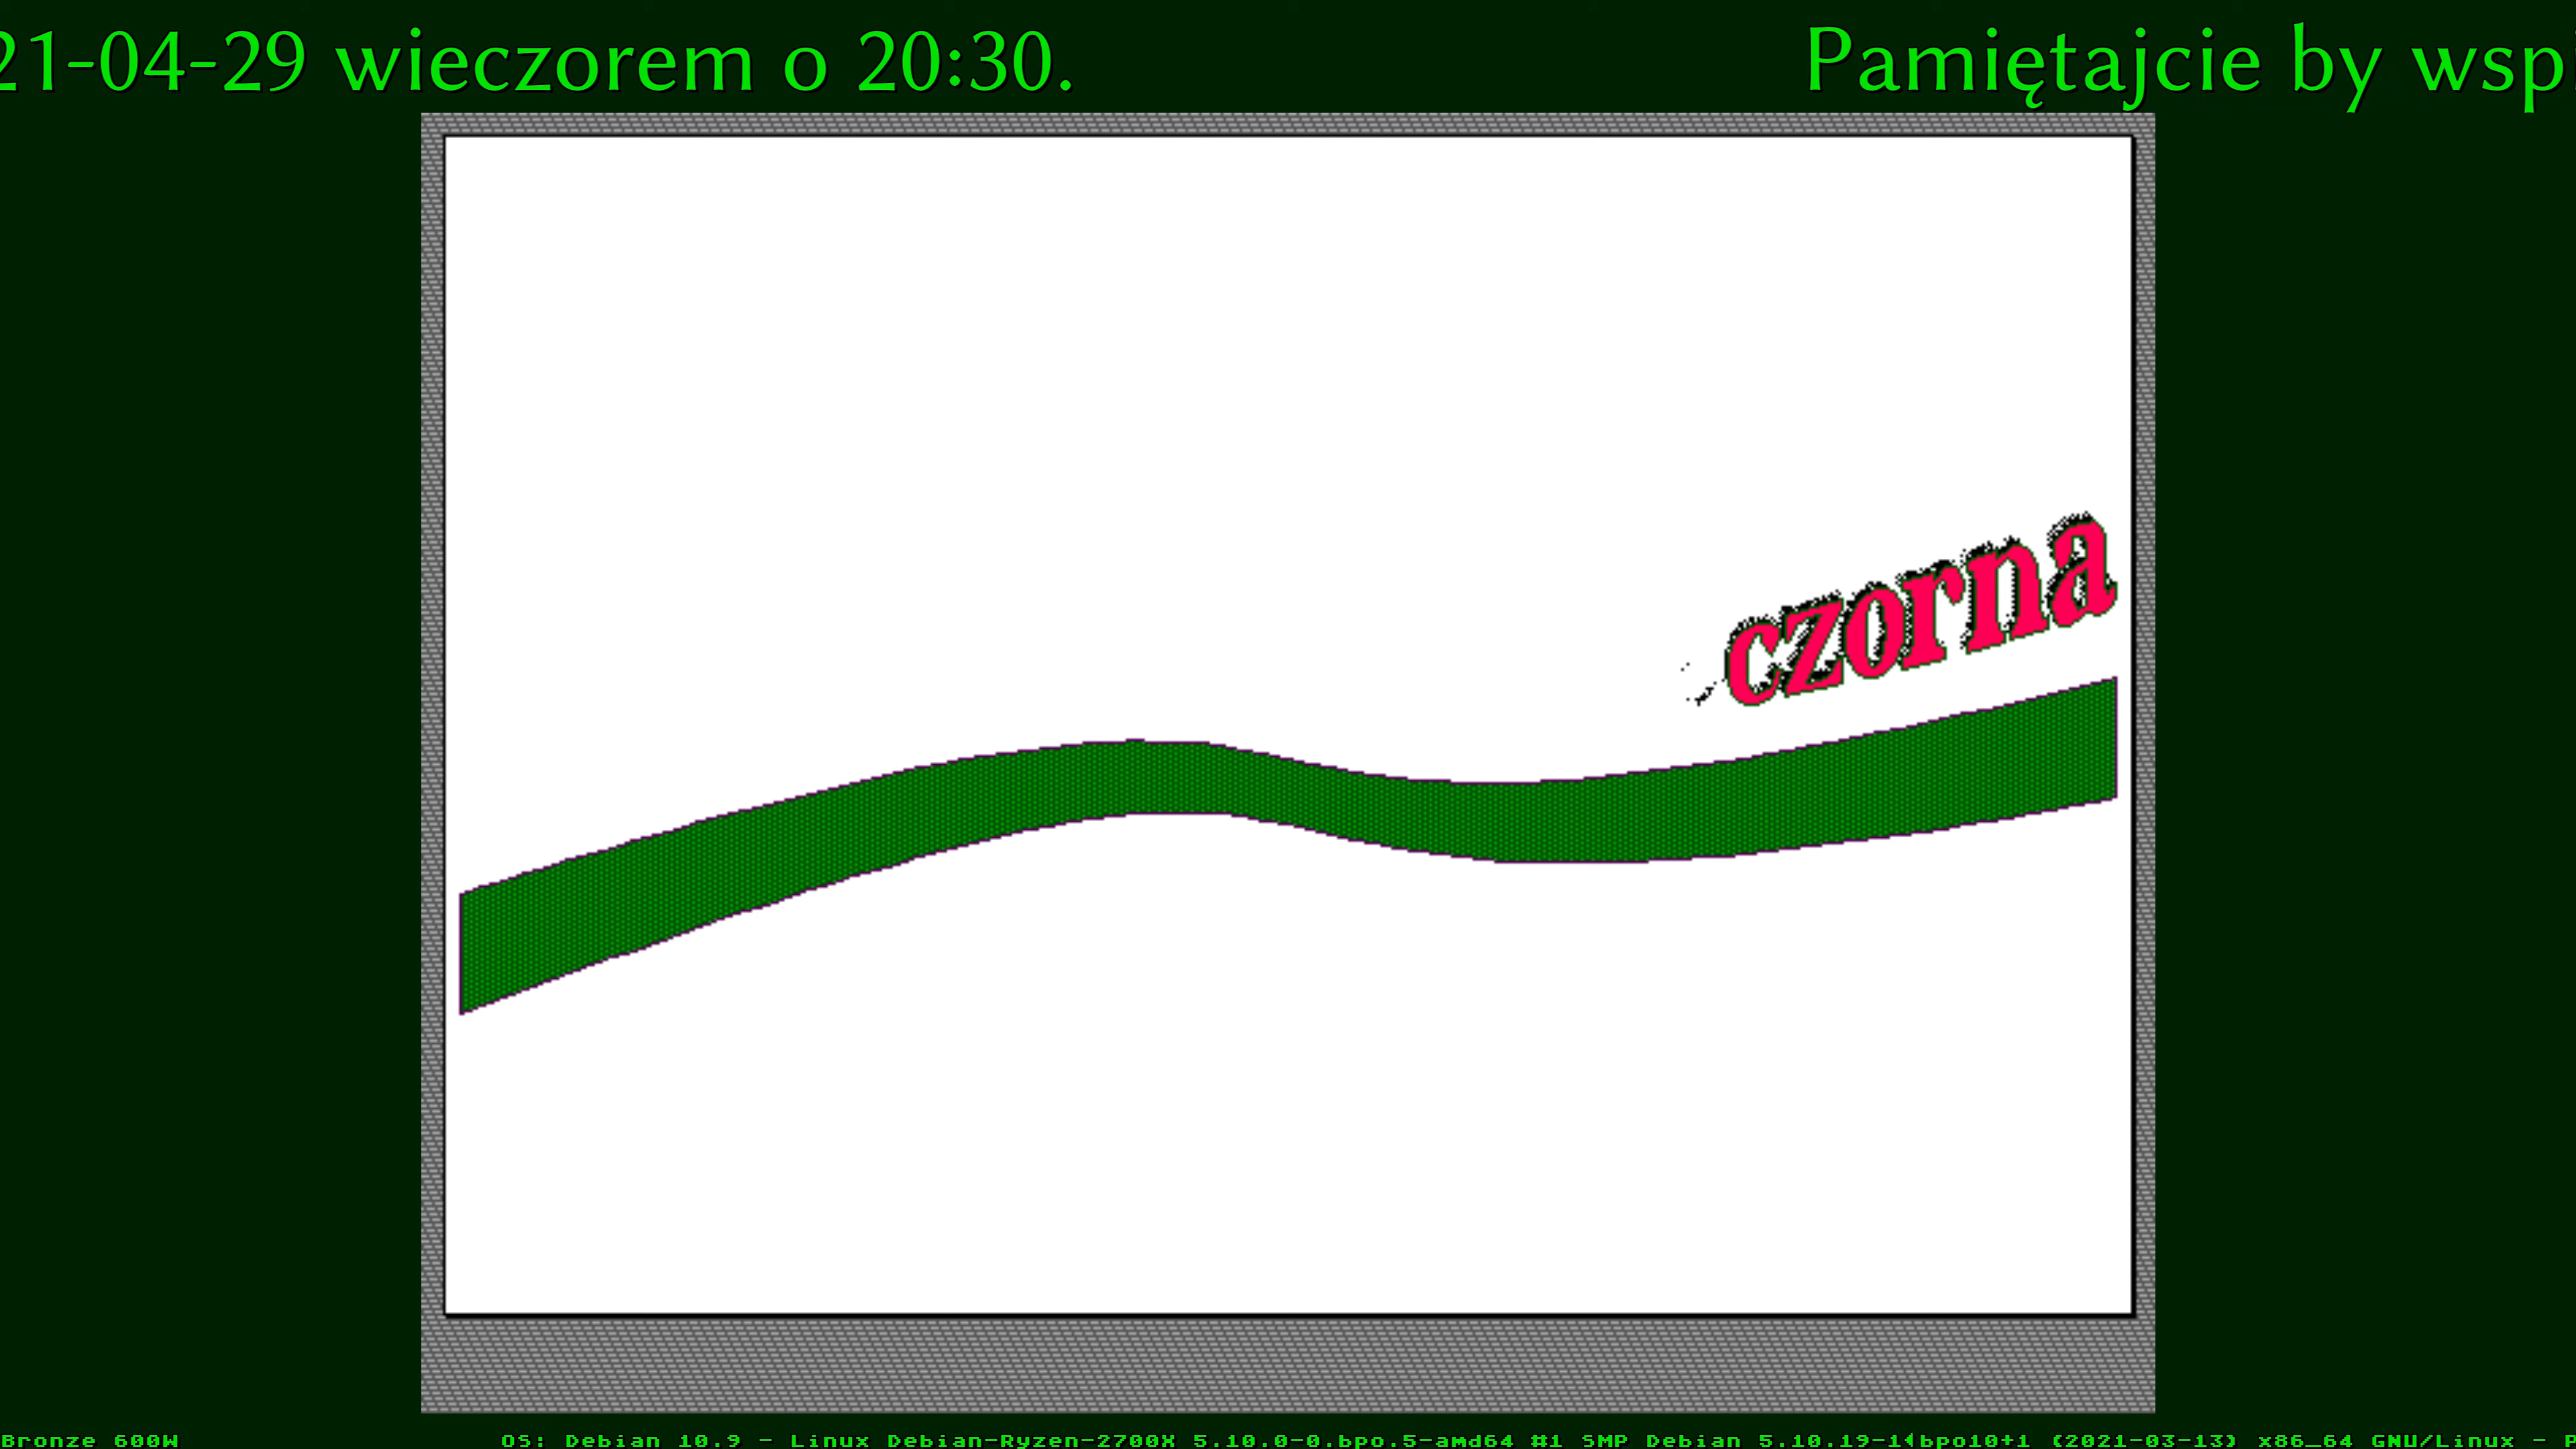 21-04-29 wieczorem o 20:30. Pamiętajcie by wspi
czorna
Bronze 600W OS: Debian 10.9 - Linux Debian-Ryzen-2700X 5.10.0-0.bpo.5-amd64 #1 SMP Debian 5.10.19-1~bpo10+1 (2021-03-13) x86_64 GNU/Linux -